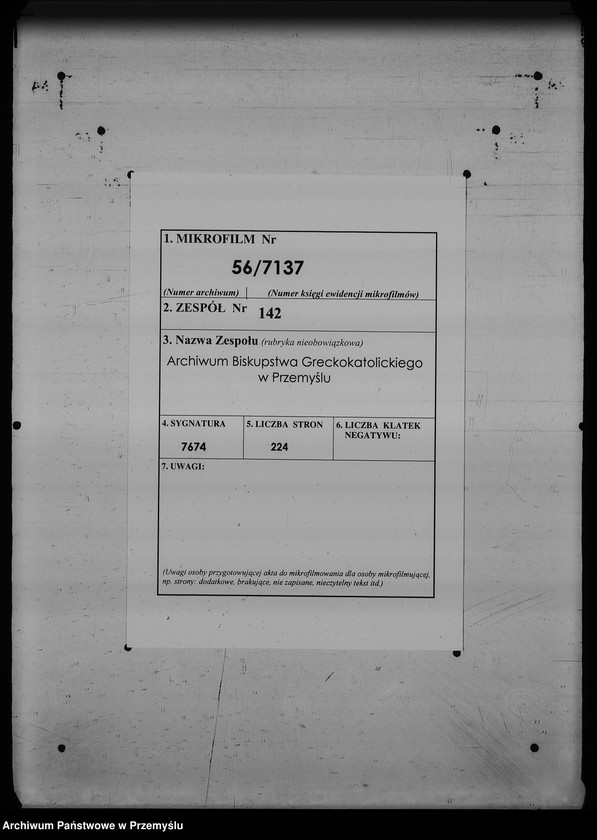 1. MIKROFILM Nr
56/7137
(Numer archiwum) | (Numer księgi ewidencji mikrofilmów)
2. ZESPÓŁ Nr 142
3. Nazwa Zespołu (rubryka nieobowiązkowa)
Archiwum Biskupstwa Greckokatolickiego
w Przemyślu
4. SYGNATURA
7674
5. LICZBA STRON
224
6. LICZBA KLATEK
NEGATYWU:
7. UWAGI:
(Uwagi osoby przygotowującej akta do mikrofilmowania dla osoby mikrofilmującej,
np. strony: dodatkowe, brakujące, nie zapisane, nieczytelny tekst itd.)
Archiwum Państwowe w Przemyślu